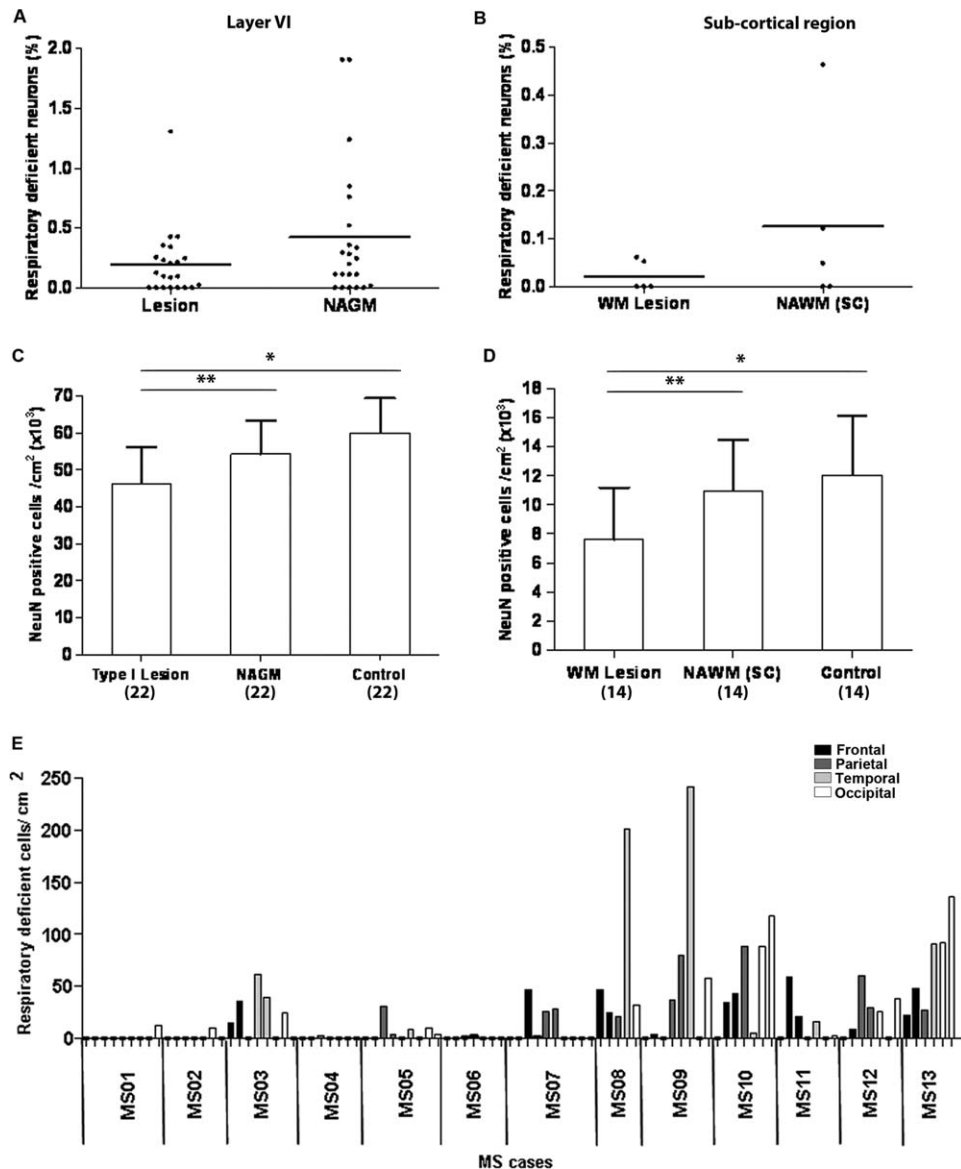 A
Layer VI
Respiratory deficient neurons (%)
2.0
1.5
1.0
0.5
0.0
Lesion
NAGM
B
Sub-cortical region
Respiratory deficient neurons (%)
0.5
0.4
0.3
0.2
0.1
0.0
WM Lesion
NAWM (SC)
C
*
**
NeuN positive cells /cm² (x10³)
70
60
50
40
30
20
10
0
Type I Lesion
(22)
NAGM
(22)
Control
(22)
D
*
**
NeuN positive cells /cm² (x10³)
18
16
14
12
10
8
6
4
2
0
WM Lesion
(14)
NAWM (SC)
(14)
Control
(14)
E
Frontal
Parietal
Temporal
Occipital
Respiratory deficient cells/ cm 2
250
200
150
100
50
0
MS01
MS02
MS03
MS04
MS05
MS06
MS07
MS08
MS09
MS10
MS11
MS12
MS13
MS cases